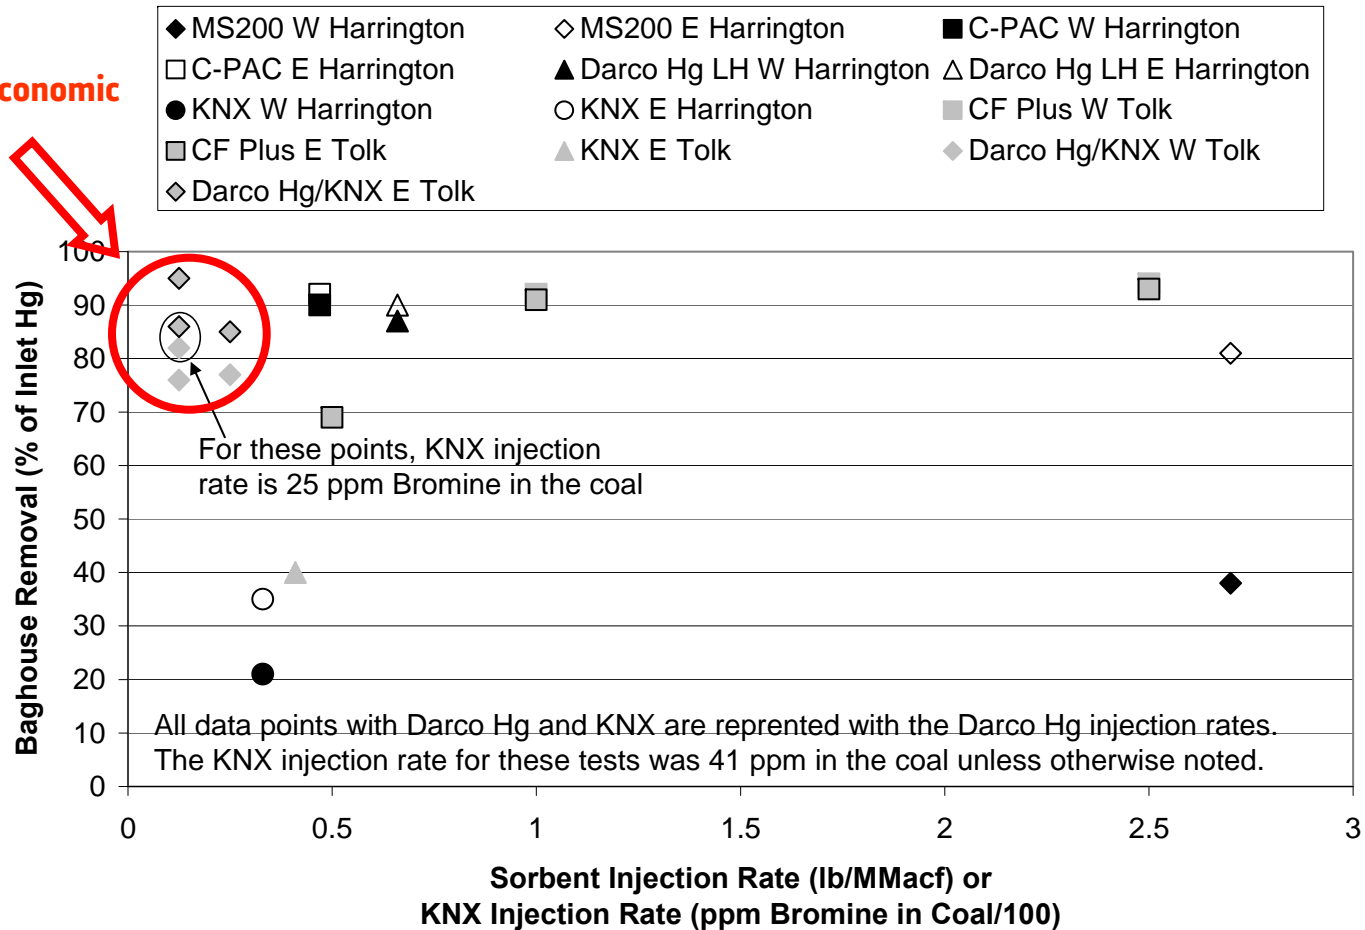 MS200 W Harrington MS200 E Harrington C-PAC W Harrington
C-PAC E Harrington Darco Hg LH W Harrington Darco Hg LH E Harrington
KNX W Harrington KNX E Harrington CF Plus W Tolk
CF Plus E Tolk KNX E Tolk Darco Hg/KNX W Tolk
Darco Hg/KNX E Tolk
conomic
100
90
80
70
60
50
40
30
20
10
0
Baghouse Removal (% of Inlet Hg)
For these points, KNX injection
rate is 25 ppm Bromine in the coal
All data points with Darco Hg and KNX are reprented with the Darco Hg injection rates.
The KNX injection rate for these tests was 41 ppm in the coal unless otherwise noted.
0 0.5 1 1.5 2 2.5 3
Sorbent Injection Rate (lb/MMacf) or
KNX Injection Rate (ppm Bromine in Coal/100)